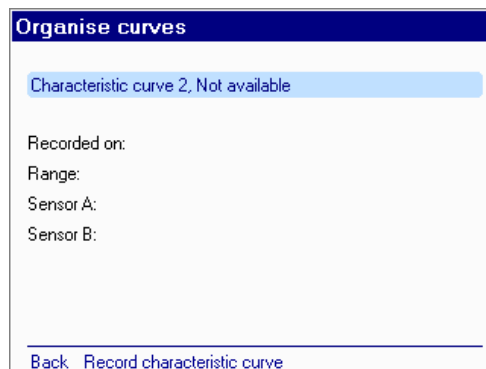 Organise curves
Characteristic curve 2, Not available
Recorded on:
Range:
Sensor A:
Sensor B:
Back Record characteristic curve